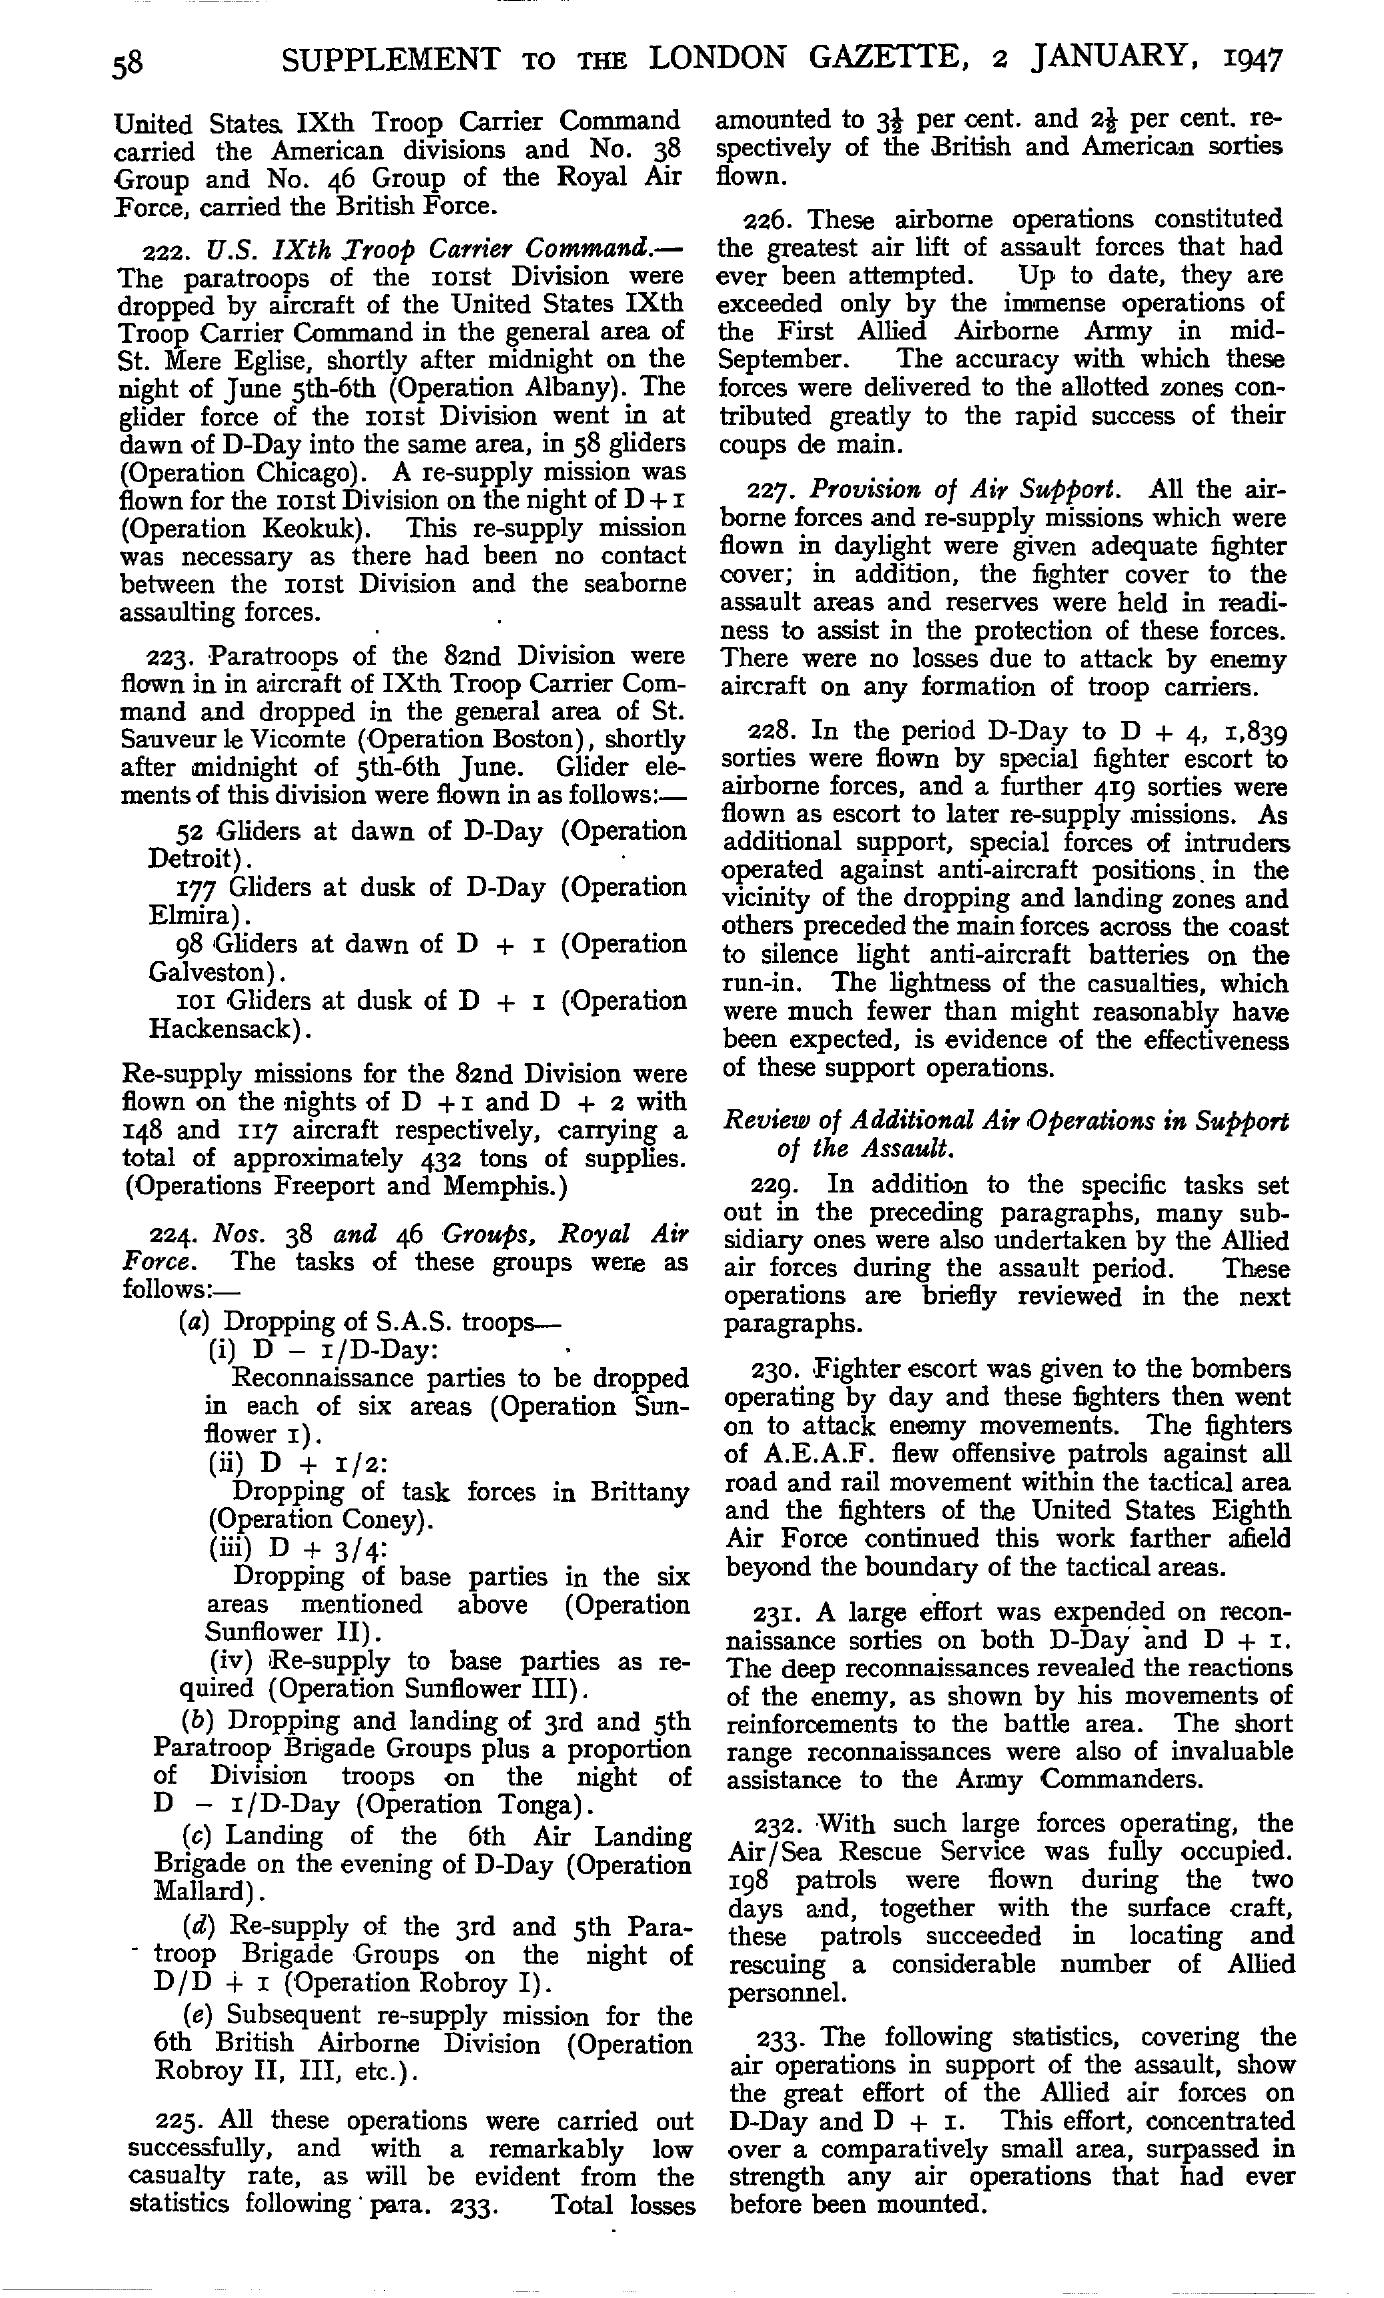 58 SUPPLEMENT TO THE LONDON GAZETTE, 2 JANUARY, 1947
United States IXth Troop Carrier Command
carried the American divisions and No. 38
Group and No. 46 Group of the Royal Air
Force, carried the British Force.
222. U.S. IXth Troop Carrier Command.—
The paratroops of the 101st Division were
dropped by aircraft of the United States IXth
Troop Carrier Command in the general area of
St. Mere Eglise, shortly after midnight on the
night of June 5th-6th (Operation Albany). The
glider force of the 101st Division went in at
dawn of D-Day into the same area, in 58 gliders
(Operation Chicago). A re-supply mission was
flown for the 101st Division on the night of D+1
(Operation Keokuk). This re-supply mission
was necessary as there had been no contact
between the 101st Division and the seaborne
assaulting forces.
223. Paratroops of the 82nd Division were
flown in in aircraft of IXth Troop Carrier Com-
mand and dropped in the general area of St.
Sauveur le Vicomte (Operation Boston), shortly
after midnight of 5th-6th June. Glider ele-
ments of this division were flown in as follows:—
52 Gliders at dawn of D-Day (Operation
Detroit).
177 Gliders at dusk of D-Day (Operation
Elmira).
98 Gliders at dawn of D + 1 (Operation
Galveston).
101 Gliders at dusk of D + 1 (Operation
Hackensack).
Re-supply missions for the 82nd Division were
flown on the nights of D +1 and D + 2 with
148 and 117 aircraft respectively, carrying a
total of approximately 432 tons of supplies.
(Operations Freeport and Memphis.)
224. Nos. 38 and 46 Groups, Royal Air
Force. The tasks of these groups were as
follows:—
(a) Dropping of S.A.S. troops—
(i) D - 1/D-Day:
Reconnaissance parties to be dropped
in each of six areas (Operation Sun-
flower 1).
(ii) D + 1/2:
Dropping of task forces in Brittany
(Operation Coney).
(iii) D + 3/4:
Dropping of base parties in the six
areas mentioned above (Operation
Sunflower II).
(iv) Re-supply to base parties as re-
quired (Operation Sunflower III).
(b) Dropping and landing of 3rd and 5th
Paratroop Brigade Groups plus a proportion
of Division troops on the night of
D - 1/D-Day (Operation Tonga).
(c) Landing of the 6th Air Landing
Brigade on the evening of D-Day (Operation
Mallard).
(d) Re-supply of the 3rd and 5th Para-
troop Brigade Groups on the night of
D/D + 1 (Operation Robroy I).
(e) Subsequent re-supply mission for the
6th British Airborne Division (Operation
Robroy II, III, etc.).
225. All these operations were carried out
successfully, and with a remarkably low
casualty rate, as will be evident from the
statistics following para. 233. Total losses
amounted to 3½ per cent. and 2½ per cent. re-
spectively of the British and American sorties
flown.
226. These airborne operations constituted
the greatest air lift of assault forces that had
ever been attempted. Up to date, they are
exceeded only by the immense operations of
the First Allied Airborne Army in mid-
September. The accuracy with which these
forces were delivered to the allotted zones con-
tributed greatly to the rapid success of their
coups de main.
227. Provision of Air Support. All the air-
borne forces and re-supply missions which were
flown in daylight were given adequate fighter
cover; in addition, the fighter cover to the
assault areas and reserves were held in readi-
ness to assist in the protection of these forces.
There were no losses due to attack by enemy
aircraft on any formation of troop carriers.
228. In the period D-Day to D + 4, 1,839
sorties were flown by special fighter escort to
airborne forces, and a further 419 sorties were
flown as escort to later re-supply missions. As
additional support, special forces of intruders
operated against anti-aircraft positions in the
vicinity of the dropping and landing zones and
others preceded the main forces across the coast
to silence light anti-aircraft batteries on the
run-in. The lightness of the casualties, which
were much fewer than might reasonably have
been expected, is evidence of the effectiveness
of these support operations.
Review of Additional Air Operations in Support
of the Assault.
229. In addition to the specific tasks set
out in the preceding paragraphs, many sub-
sidiary ones were also undertaken by the Allied
air forces during the assault period. These
operations are briefly reviewed in the next
paragraphs.
230. Fighter escort was given to the bombers
operating by day and these fighters then went
on to attack enemy movements. The fighters
of A.E.A.F. flew offensive patrols against all
road and rail movement within the tactical area
and the fighters of the United States Eighth
Air Force continued this work farther afield
beyond the boundary of the tactical areas.
231. A large effort was expended on recon-
naissance sorties on both D-Day and D + 1.
The deep reconnaissances revealed the reactions
of the enemy, as shown by his movements of
reinforcements to the battle area. The short
range reconnaissances were also of invaluable
assistance to the Army Commanders.
232. With such large forces operating, the
Air/Sea Rescue Service was fully occupied.
198 patrols were flown during the two
days and, together with the surface craft,
these patrols succeeded in locating and
rescuing a considerable number of Allied
personnel.
233. The following statistics, covering the
air operations in support of the assault, show
the great effort of the Allied air forces on
D-Day and D + 1. This effort, concentrated
over a comparatively small area, surpassed in
strength any air operations that had ever
before been mounted.